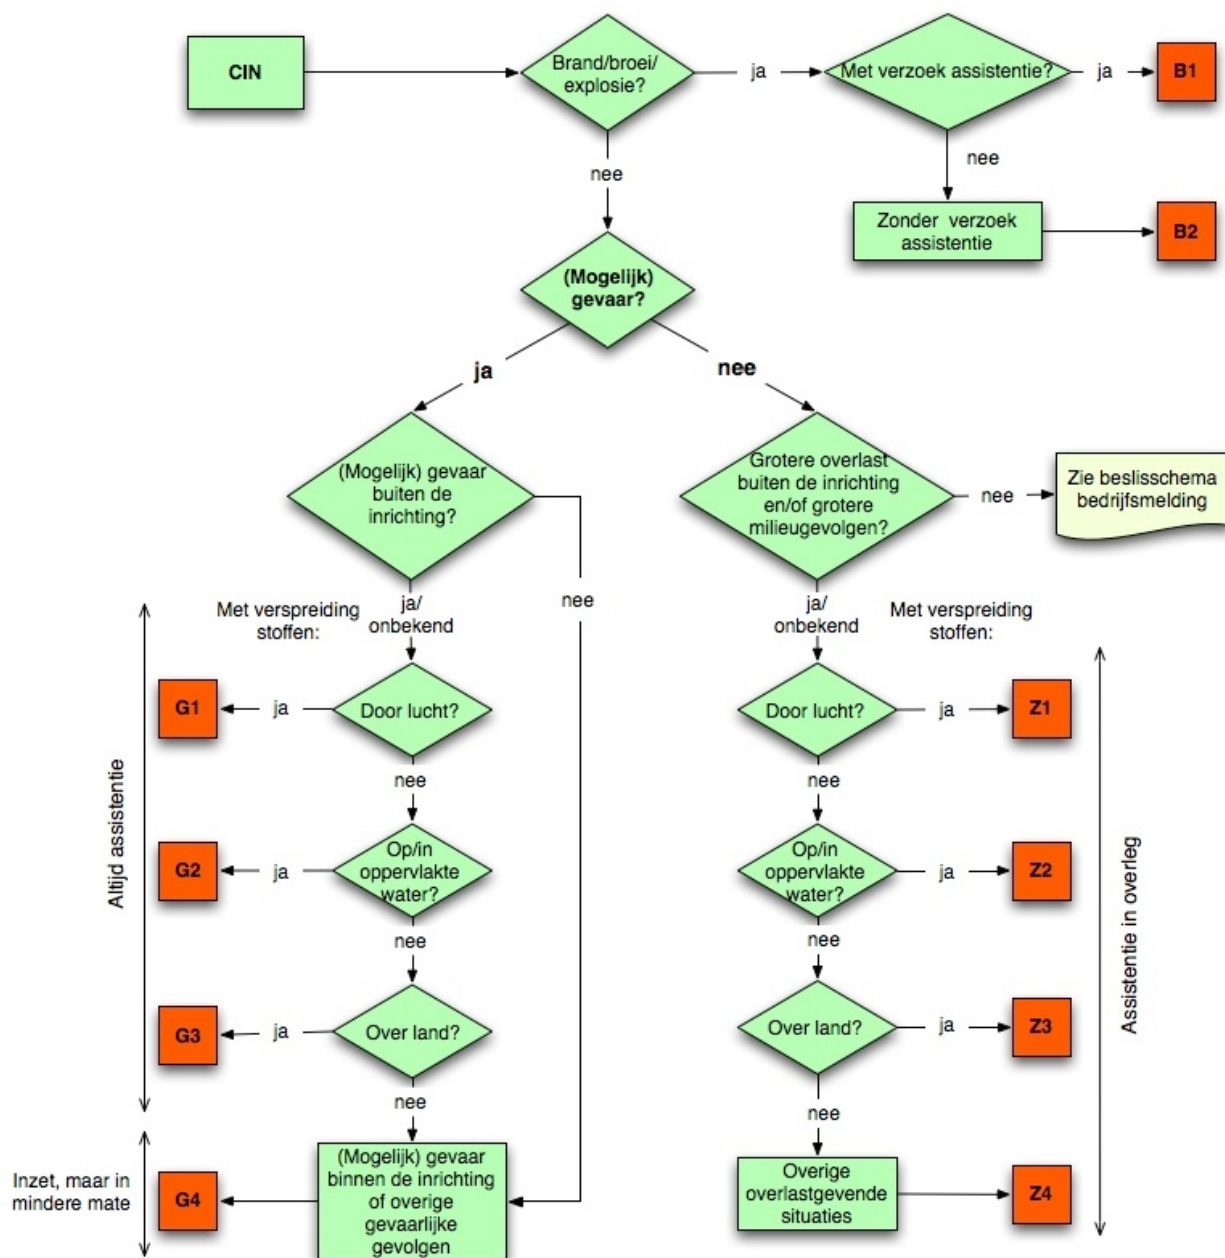 CIN
Brand/broei/
explosie?
ja
Met verzoek assistentie?
ja
B1
nee
nee
Zonder verzoek
assistentie
B2
(Mogelijk)
gevaar?
ja
nee
(Mogelijk) gevaar
buiten de
inrichting?
Grotere overlast
buiten de inrichting
en/of grotere
milieugevolgen?
nee
Zie beslisschema
bedrijfsmelding
nee
Met verspreiding
stoffen:
ja/
onbekend
ja/
onbekend
Met verspreiding
stoffen:
G1
ja
Door lucht?
Door lucht?
ja
Z1
nee
nee
Altijd assistentie
G2
ja
Op/in
oppervlakte
water?
Op/in
oppervlakte
water?
ja
Z2
Assistentie in overleg
nee
nee
G3
ja
Over land?
Over land?
ja
Z3
nee
nee
Inzet, maar in
mindere mate
G4
(Mogelijk) gevaar
binnen de inrichting
of overige
gevaarlijke
gevolgen
Overige
overlastgevende
situaties
Z4